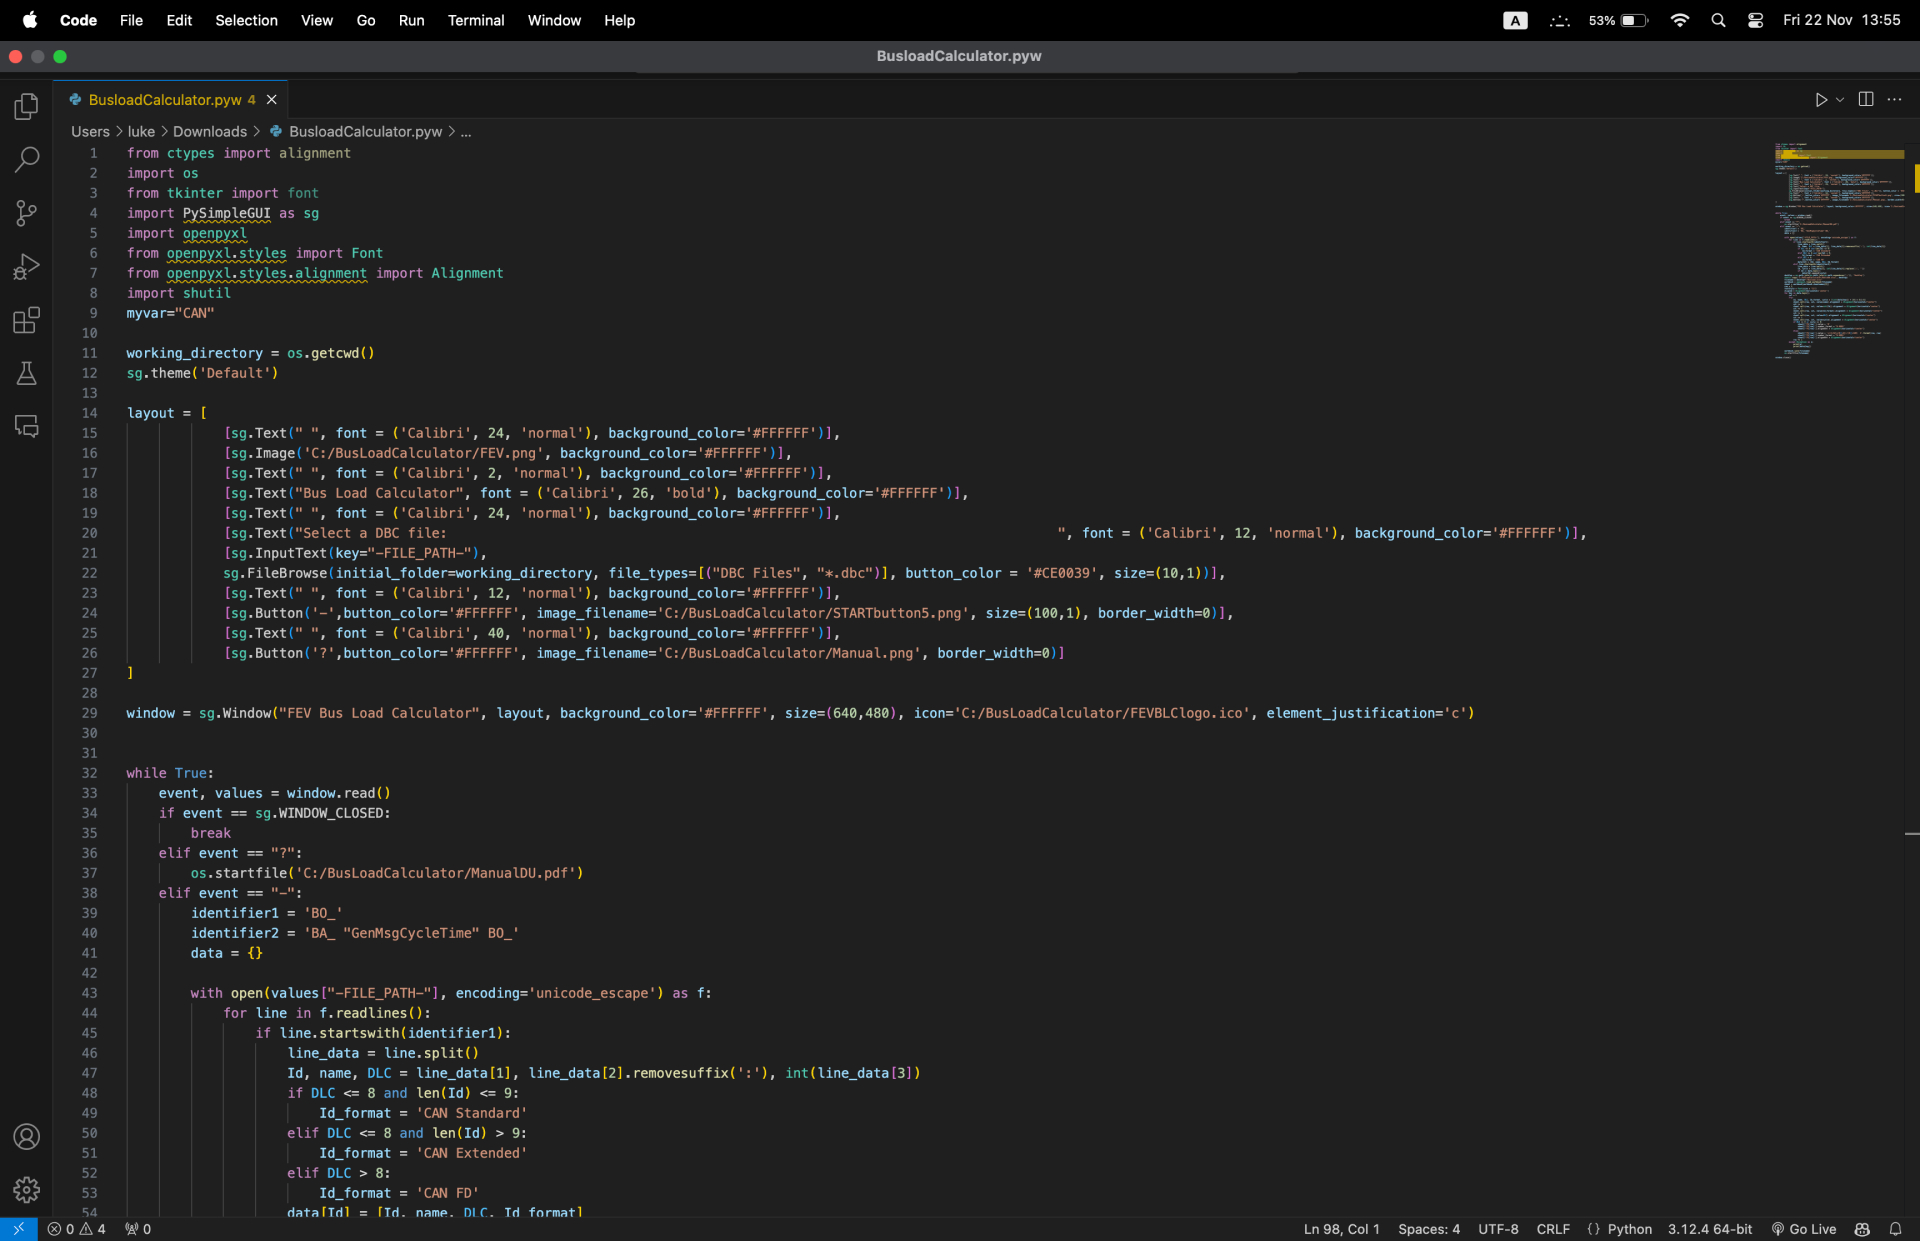 Code File Edit Selection View Go Run Terminal Window Help A 53% Fri 22 Nov 13:55
BusloadCalculator.pyw
BusloadCalculator.pyw 4
Users > luke > Downloads > BusloadCalculator.pyw > ...
1 from ctypes import alignment
2 import os
3 from tkinter import font
4 import PySimpleGUI as sg
5 import openpyxl
6 from openpyxl.styles import Font
7 from openpyxl.styles.alignment import Alignment
8 import shutil
9 myvar="CAN"
10
11 working_directory = os.getcwd()
12 sg.theme('Default')
13
14 layout = [
15 [sg.Text(" ", font = ('Calibri', 24, 'normal'), background_color='#FFFFFF')],
16 [sg.Image('C:/BusLoadCalculator/FEV.png', background_color='#FFFFFF')],
17 [sg.Text(" ", font = ('Calibri', 2, 'normal'), background_color='#FFFFFF')],
18 [sg.Text("Bus Load Calculator", font = ('Calibri', 26, 'bold'), background_color='#FFFFFF')],
19 [sg.Text(" ", font = ('Calibri', 24, 'normal'), background_color='#FFFFFF')],
20 [sg.Text("Select a DBC file: ", font = ('Calibri', 12, 'normal'), background_color='#FFFFFF')],
21 [sg.InputText(key="-FILE_PATH-"),
22 sg.FileBrowse(initial_folder=working_directory, file_types=[("DBC Files", "*.dbc")], button_color = '#CE0039', size=(10,1))],
23 [sg.Text(" ", font = ('Calibri', 12, 'normal'), background_color='#FFFFFF')],
24 [sg.Button('-',button_color='#FFFFFF', image_filename='C:/BusLoadCalculator/STARTbutton5.png', size=(100,1), border_width=0)],
25 [sg.Text(" ", font = ('Calibri', 40, 'normal'), background_color='#FFFFFF')],
26 [sg.Button('?',button_color='#FFFFFF', image_filename='C:/BusLoadCalculator/Manual.png', border_width=0)]
27 ]
28
29 window = sg.Window("FEV Bus Load Calculator", layout, background_color='#FFFFFF', size=(640,480), icon='C:/BusLoadCalculator/FEVBLClogo.ico', element_justification='c')
30
31
32 while True:
33 event, values = window.read()
34 if event == sg.WINDOW_CLOSED:
35 break
36 elif event == "?":
37 os.startfile('C:/BusLoadCalculator/ManualDU.pdf')
38 elif event == "-":
39 identifier1 = 'BO_'
40 identifier2 = 'BA_ "GenMsgCycleTime" BO_'
41 data = {}
42
43 with open(values["-FILE_PATH-"], encoding='unicode_escape') as f:
44 for line in f.readlines():
45 if line.startswith(identifier1):
46 line_data = line.split()
47 Id, name, DLC = line_data[1], line_data[2].removesuffix(':'), int(line_data[3])
48 if DLC <= 8 and len(Id) <= 9:
49 Id_format = 'CAN Standard'
50 elif DLC <= 8 and len(Id) > 9:
51 Id_format = 'CAN Extended'
52 elif DLC > 8:
53 Id_format = 'CAN FD'
54 data[Id] = [Id, name, DLC, Id_format]
0 4 0 Ln 98, Col 1 Spaces: 4 UTF-8 CRLF {} Python 3.12.4 64-bit Go Live